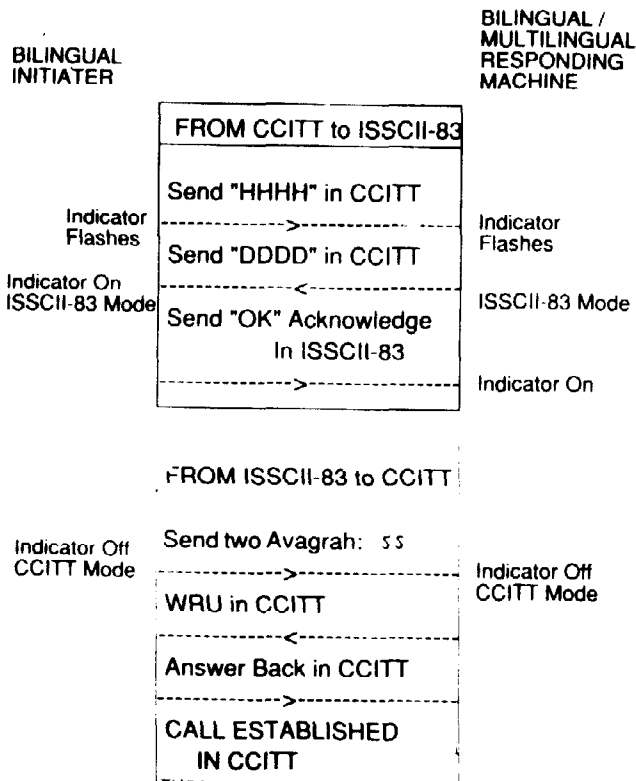 BILINGUAL
INITIATER
BILINGUAL /
MULTILINGUAL
RESPONDING
MACHINE
FROM CCITT to ISSCII-83
Send "HHHH" in CCITT
Indicator
Flashes
Indicator
Flashes
Send "DDDD" in CCITT
Indicator On
ISSCII-83 Mode
ISSCII-83 Mode
Send "OK" Acknowledge
In ISSCII-83
Indicator On
FROM ISSCII-83 to CCITT
Send two Avagrah: ऽऽ
Indicator Off
CCITT Mode
Indicator Off
CCITT Mode
WRU in CCITT
Answer Back in CCITT
CALL ESTABLISHED
IN CCITT